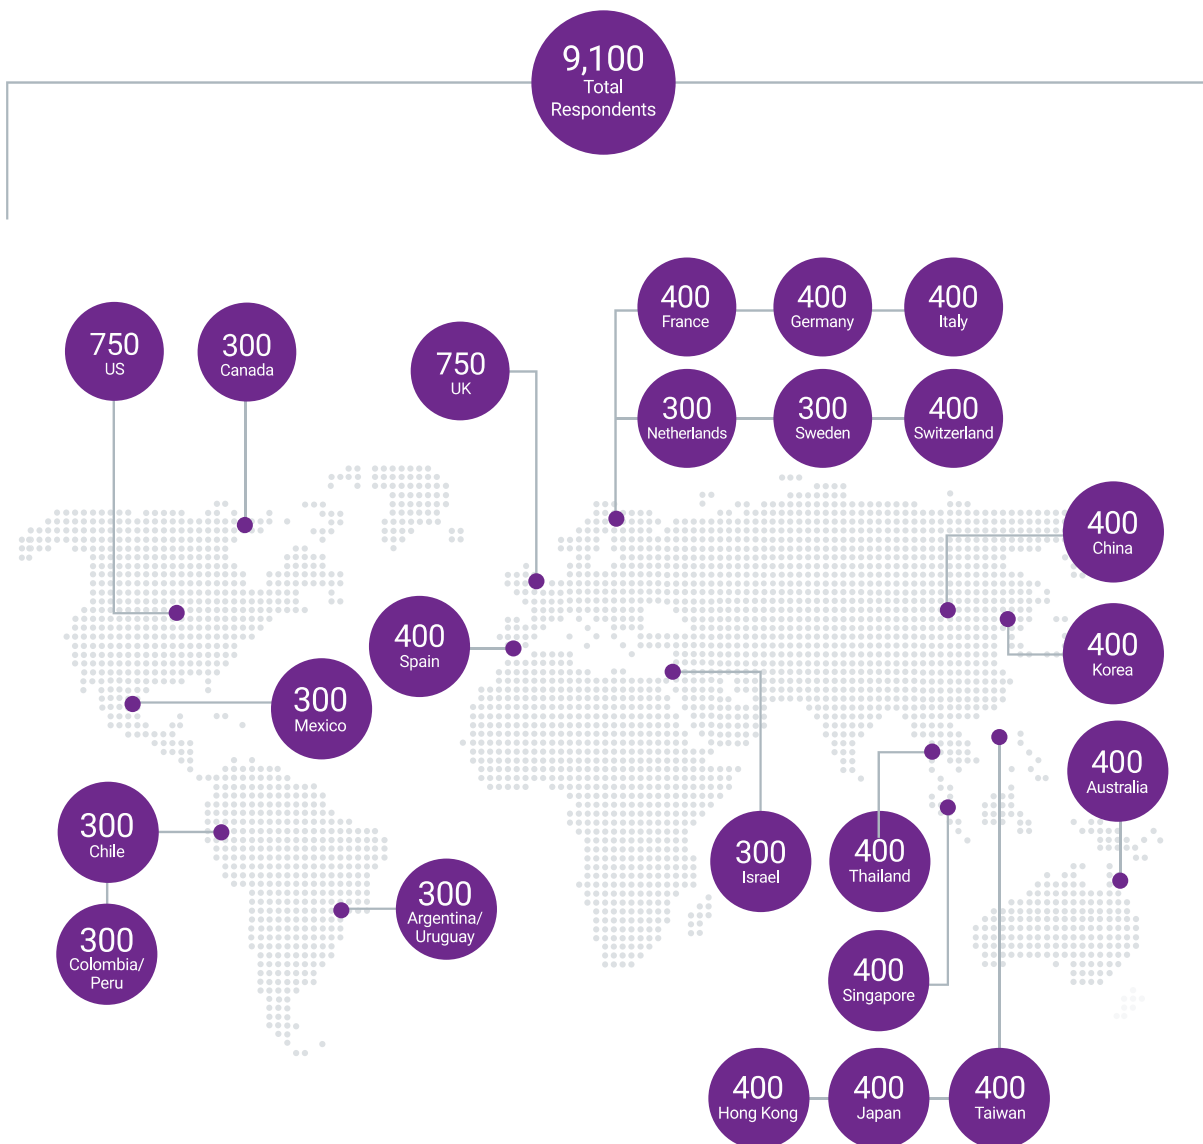 9,100
Total
Respondents
400
France
400
Germany
400
Italy
750
US
300
Canada
750
UK
300
Netherlands
300
Sweden
400
Switzerland
400
China
400
Spain
400
Korea
300
Mexico
400
Australia
300
Chile
300
Israel
400
Thailand
300
Argentina/
Uruguay
300
Colombia/
Peru
400
Singapore
400
Hong Kong
400
Japan
400
Taiwan